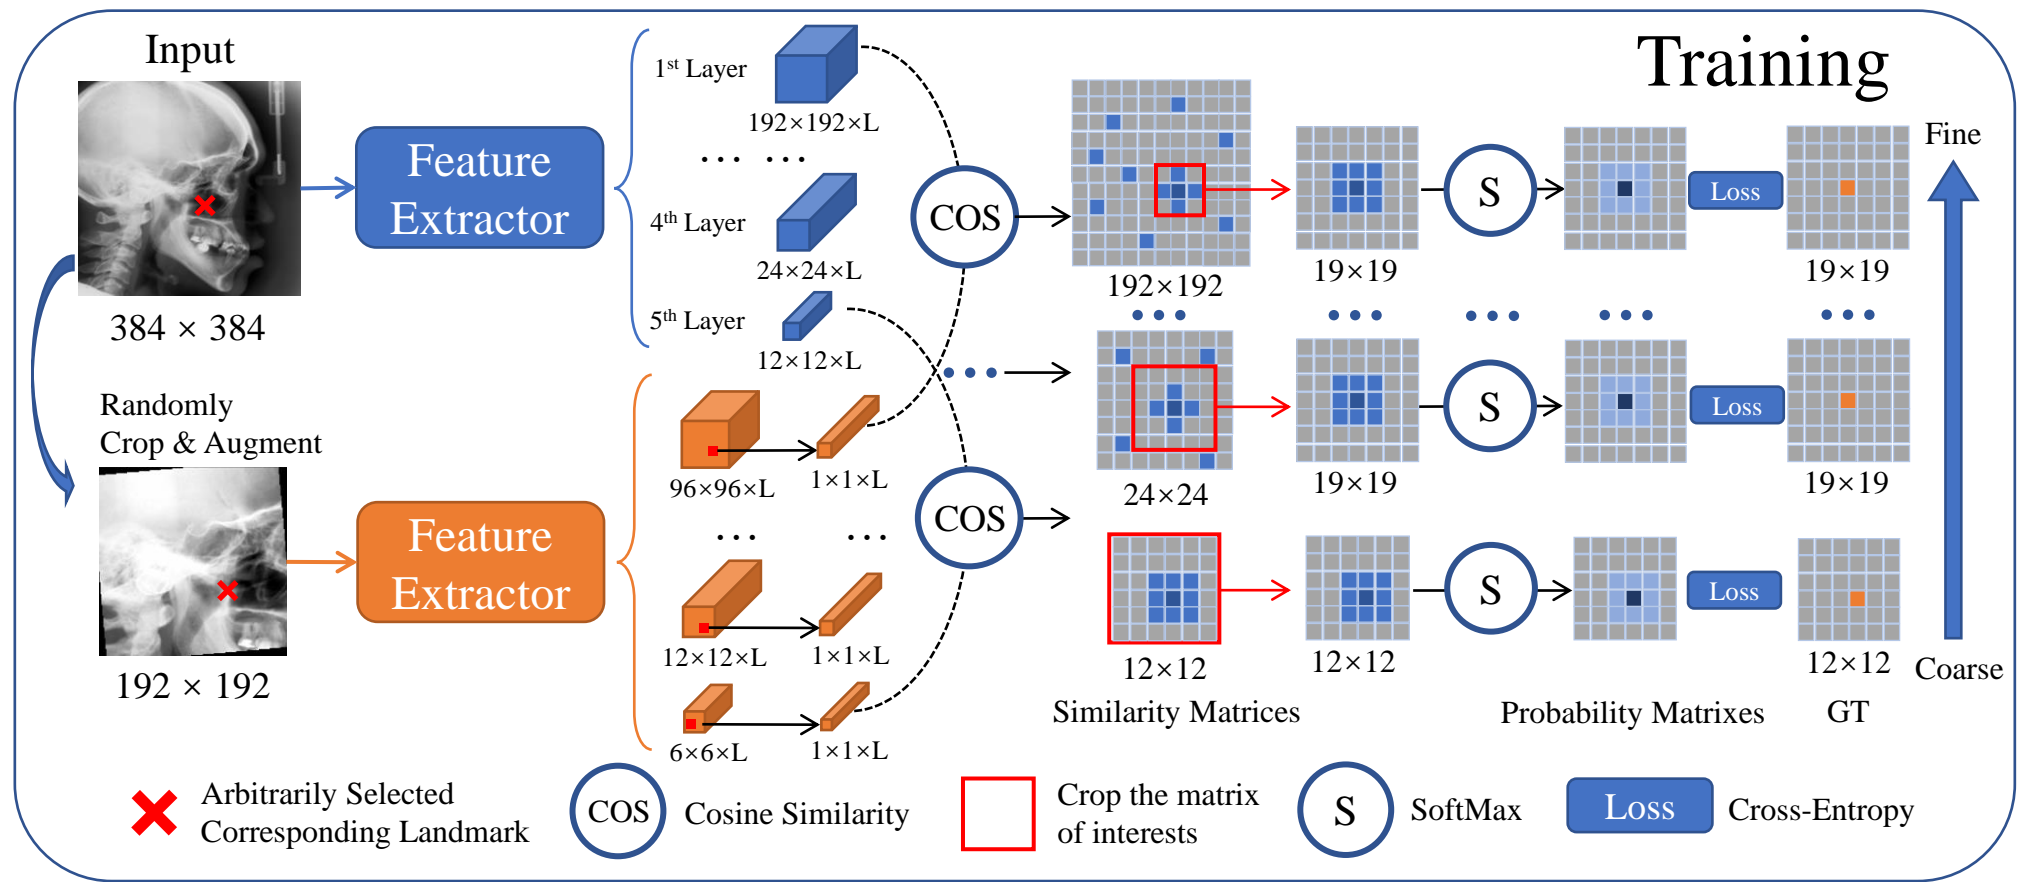 Input
Training
1st Layer
192×192×L
... ...
4th Layer
24×24×L
5th Layer
12×12×L
Feature
Extractor
384 × 384
Randomly
Crop & Augment
192 × 192
Feature
Extractor
96×96×L
1×1×L
... ...
12×12×L
1×1×L
6×6×L
1×1×L
COS
COS
192×192
19×19
S
Loss
19×19
...
24×24
19×19
S
Loss
19×19
12×12
12×12
S
Loss
12×12
Fine
Coarse
Similarity Matrices
Probability Matrixes
GT
Arbitrarily Selected
Corresponding Landmark
COS
Cosine Similarity
Crop the matrix
of interests
S
SoftMax
Loss
Cross-Entropy